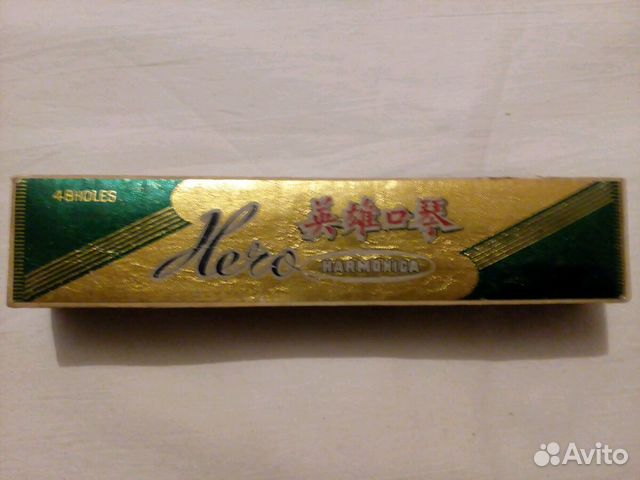 48HOLES
英雄口琴
Hero
HARMONICA
Avito